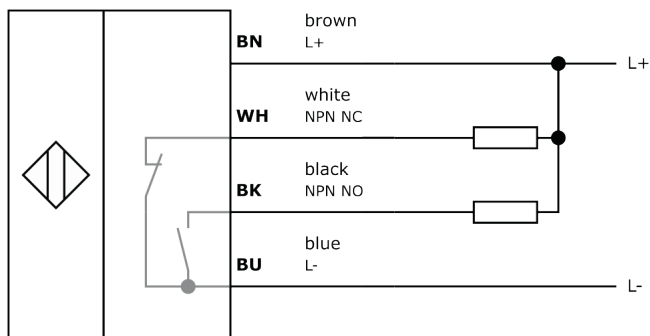 brown
BN L+
L+
white
WH NPN NC
black
BK NPN NO
blue
BU L-
L-